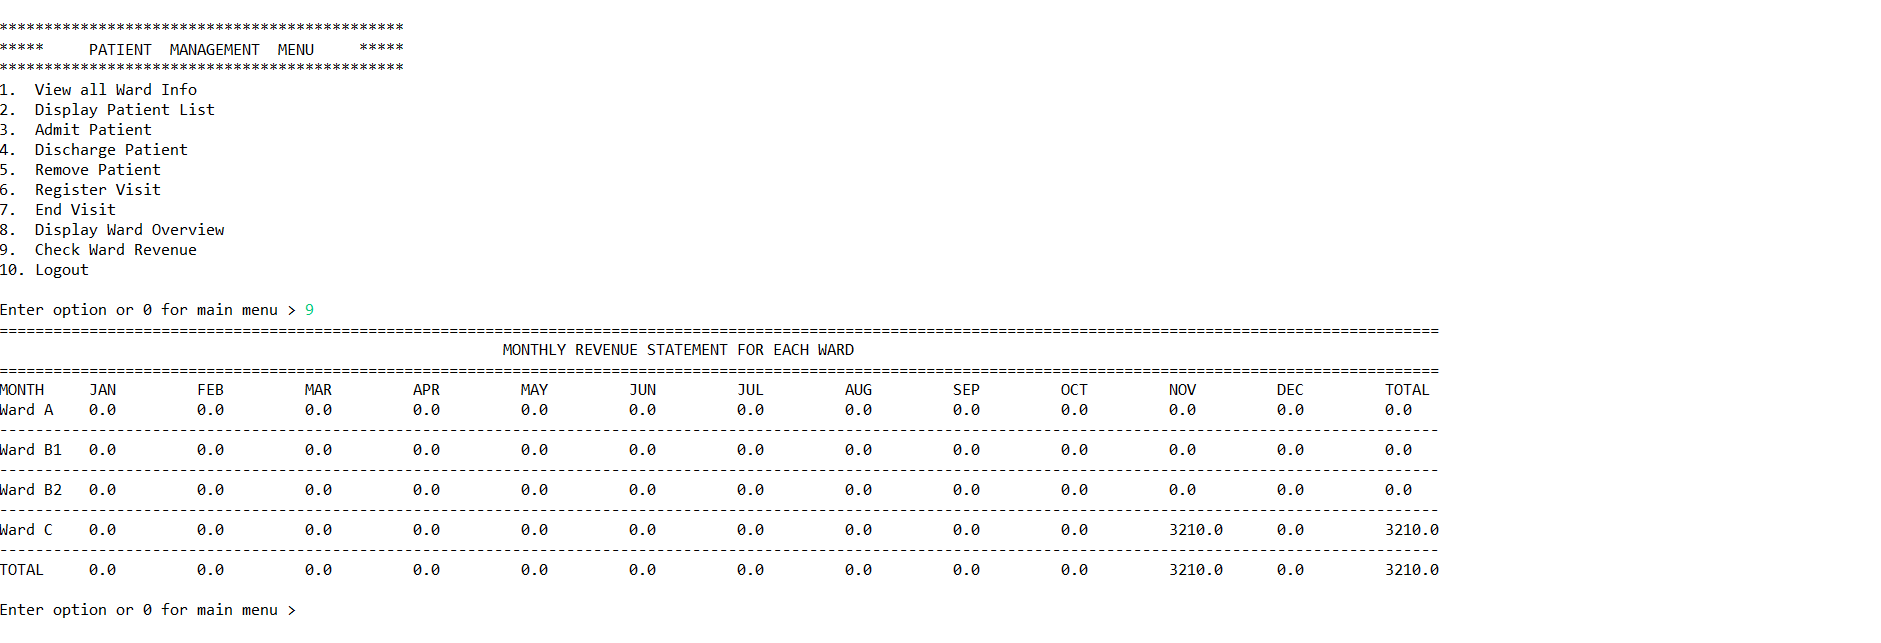 *********************************************
*****     PATIENT  MANAGEMENT  MENU     *****
*********************************************
1.  View all Ward Info
2.  Display Patient List
3.  Admit Patient
4.  Discharge Patient
5.  Remove Patient
6.  Register Visit
7.  End Visit
8.  Display Ward Overview
9.  Check Ward Revenue
10. Logout
Enter option or 0 for main menu > 9
================================================================================================================================================================
MONTHLY REVENUE STATEMENT FOR EACH WARD
================================================================================================================================================================
MONTH     JAN         FEB         MAR         APR         MAY         JUN         JUL         AUG         SEP         OCT         NOV         DEC         TOTAL
Ward A    0.0         0.0         0.0         0.0         0.0         0.0         0.0         0.0         0.0         0.0         0.0         0.0         0.0
----------------------------------------------------------------------------------------------------------------------------------------------------------------
Ward B1   0.0         0.0         0.0         0.0         0.0         0.0         0.0         0.0         0.0         0.0         0.0         0.0         0.0
----------------------------------------------------------------------------------------------------------------------------------------------------------------
Ward B2   0.0         0.0         0.0         0.0         0.0         0.0         0.0         0.0         0.0         0.0         0.0         0.0         0.0
----------------------------------------------------------------------------------------------------------------------------------------------------------------
Ward C    0.0         0.0         0.0         0.0         0.0         0.0         0.0         0.0         0.0         0.0         3210.0      0.0         3210.0
----------------------------------------------------------------------------------------------------------------------------------------------------------------
TOTAL     0.0         0.0         0.0         0.0         0.0         0.0         0.0         0.0         0.0         0.0         3210.0      0.0         3210.0
Enter option or 0 for main menu >